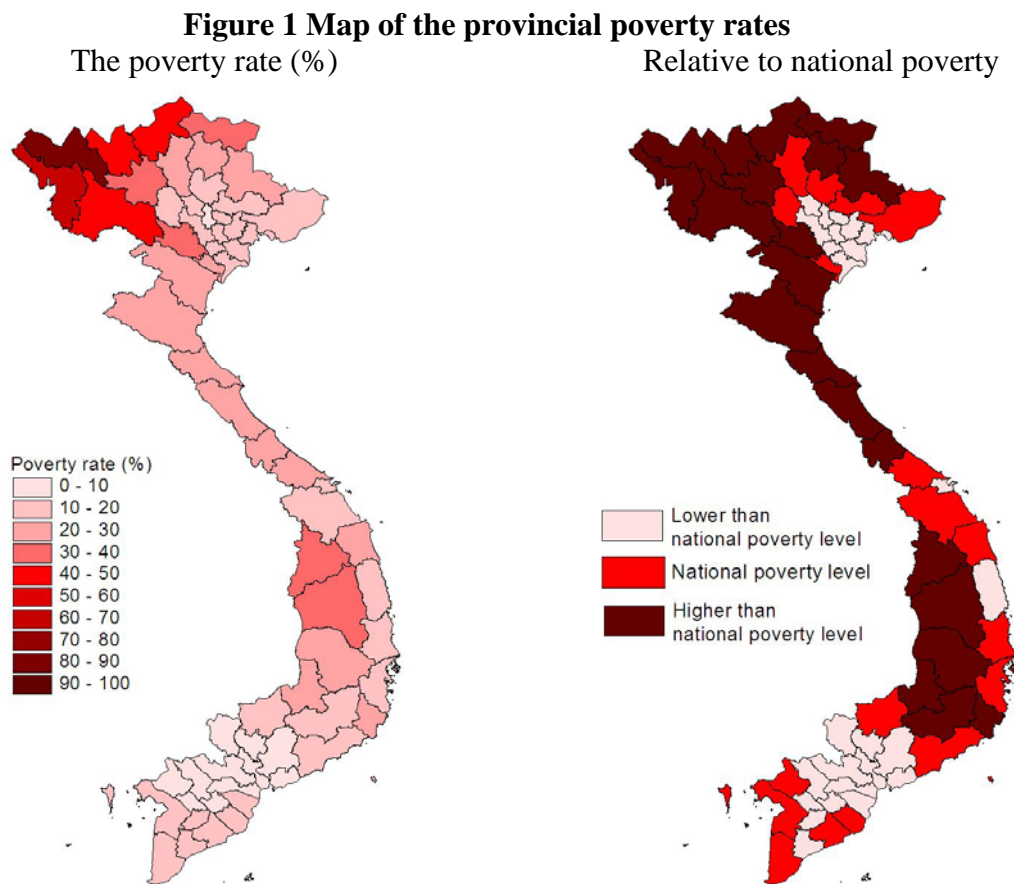 Figure 1 Map of the provincial poverty rates
The poverty rate (%)
Relative to national poverty
Poverty rate (%)
0 - 10
10 - 20
20 - 30
30 - 40
40 - 50
50 - 60
60 - 70
70 - 80
80 - 90
90 - 100
Lower than
national poverty level
National poverty level
Higher than
national poverty level